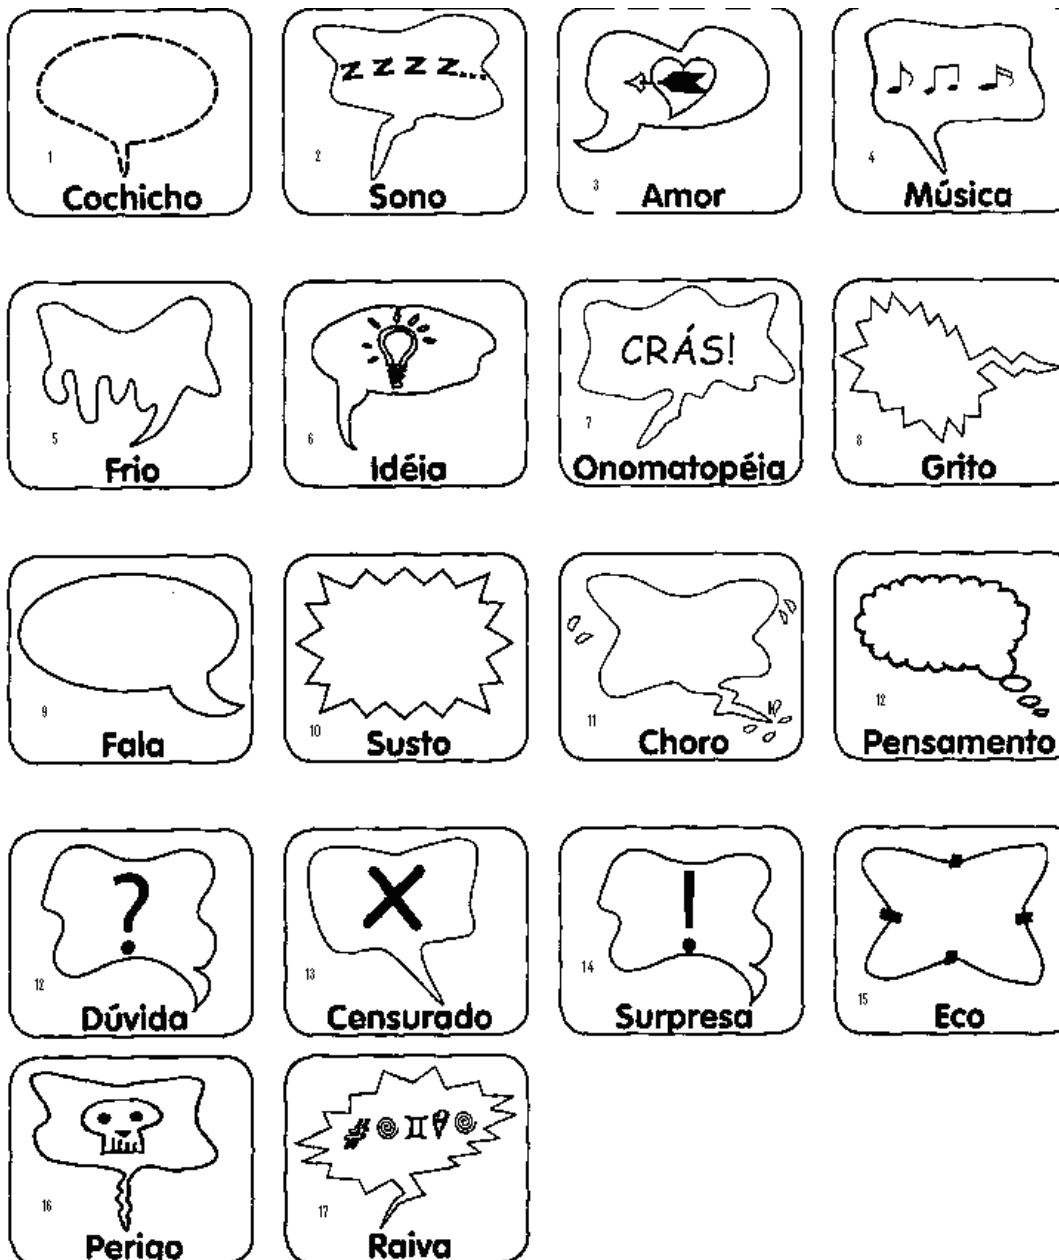 1
Cochicho
2
z z z z...
Sono
3
Amor
4
Música
5
Frio
6
Idéia
7
CRÁS!
Onomatopéia
8
Grito
9
Fala
10
Susto
11
Choro
12
Pensamento
12
?
Dúvida
13
X
Censurado
14
!
Surpresa
15
Eco
16
Perigo
17
Raiva